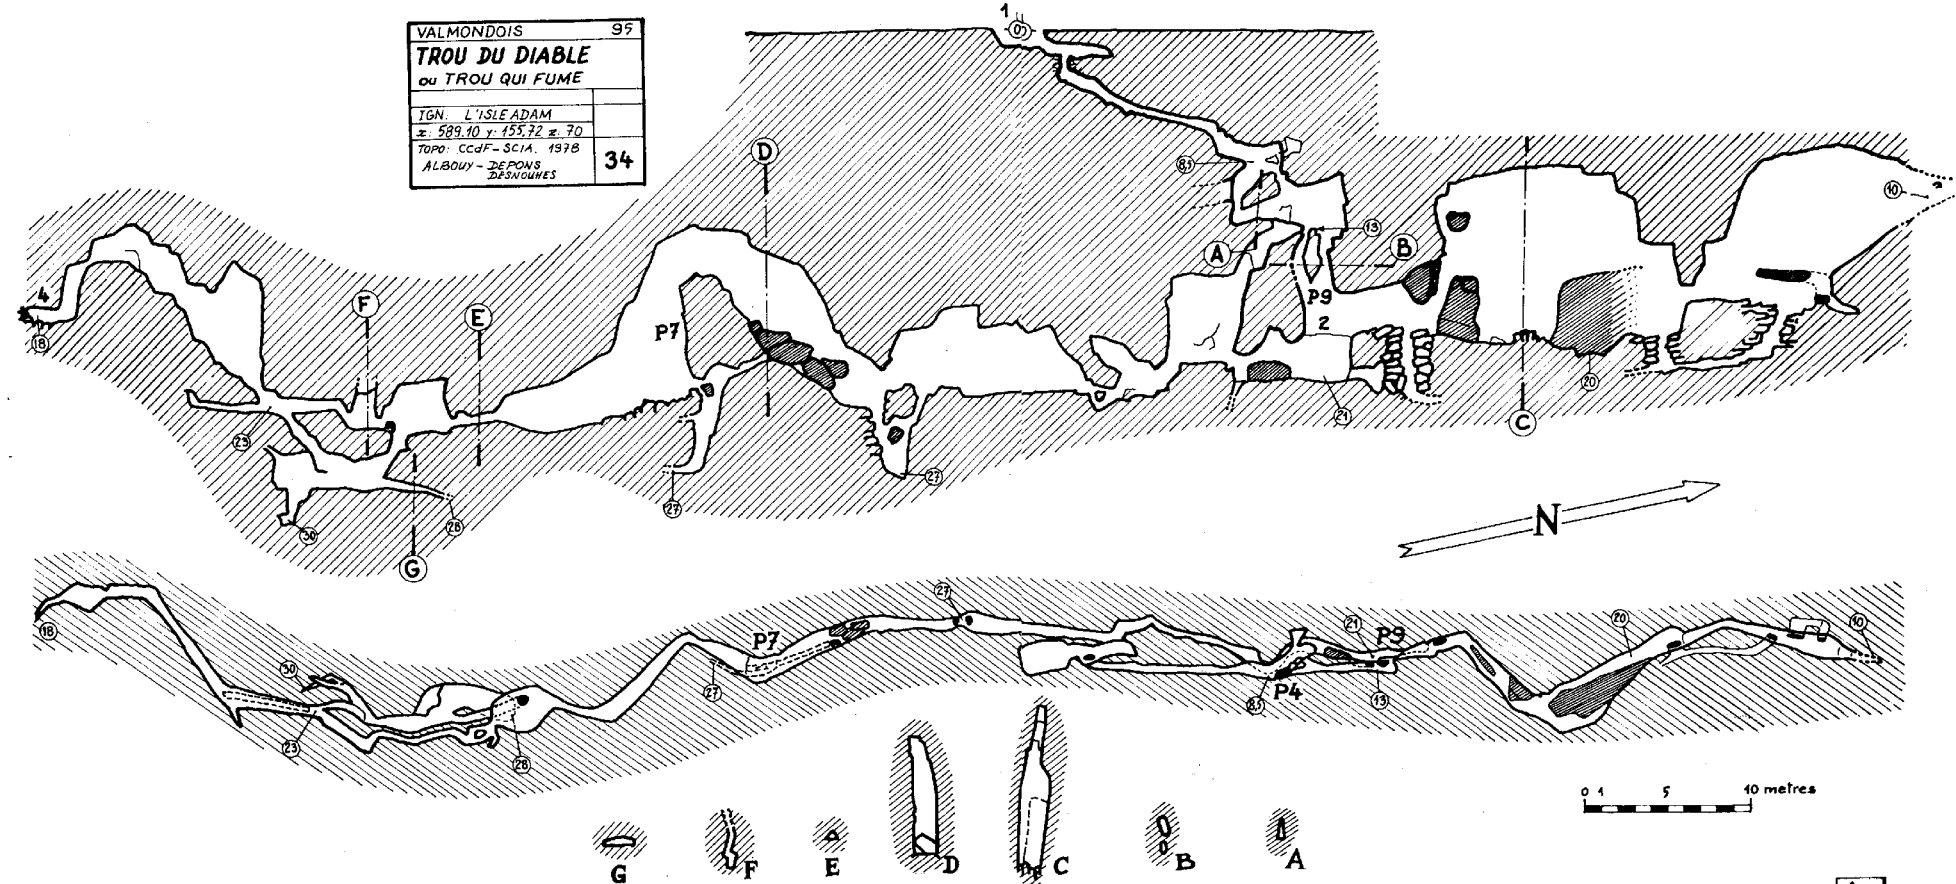 VALMONDOIS 95
TROU DU DIABLE
ou TROU QUI FUME
IGN. L'ISLE ADAM
x: 589.10 y: 155,72 z. 70
TOPO: CCdF-SCIA. 1978
ALBOUY - DEPONS
DESNOUHES
34
1
0
D
8,5
10
13
A
B
P9
2
4
18
F
E
P7
20
21
C
23
27
27
30
28
G
N
18
30
23
28
27
P7
27
8,5
P4
21
P9
13
20
10
0 1 5 10 metres
G
F
E
D
C
B
A